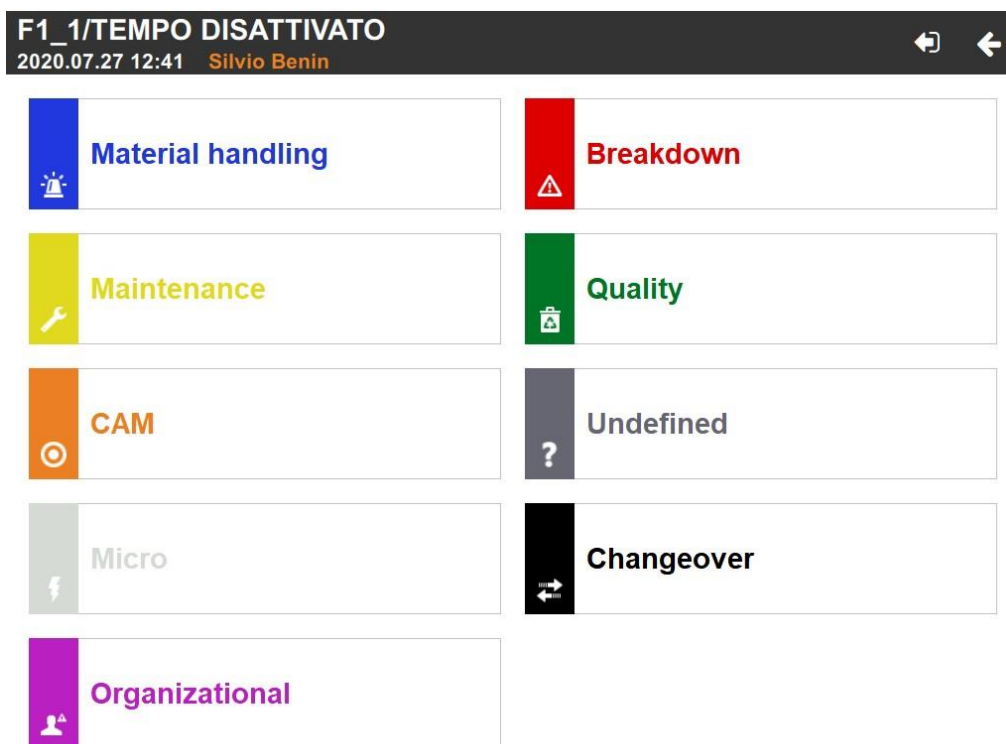 F1_1/TEMPO DISATTIVATO
2020.07.27 12:41 Silvio Benin
Material handling
Breakdown
Maintenance
Quality
CAM
Undefined
Micro
Changeover
Organizational